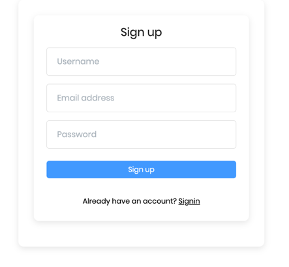 Sign up
Username
Email address
Password
Sign up
Already have an account? Signin